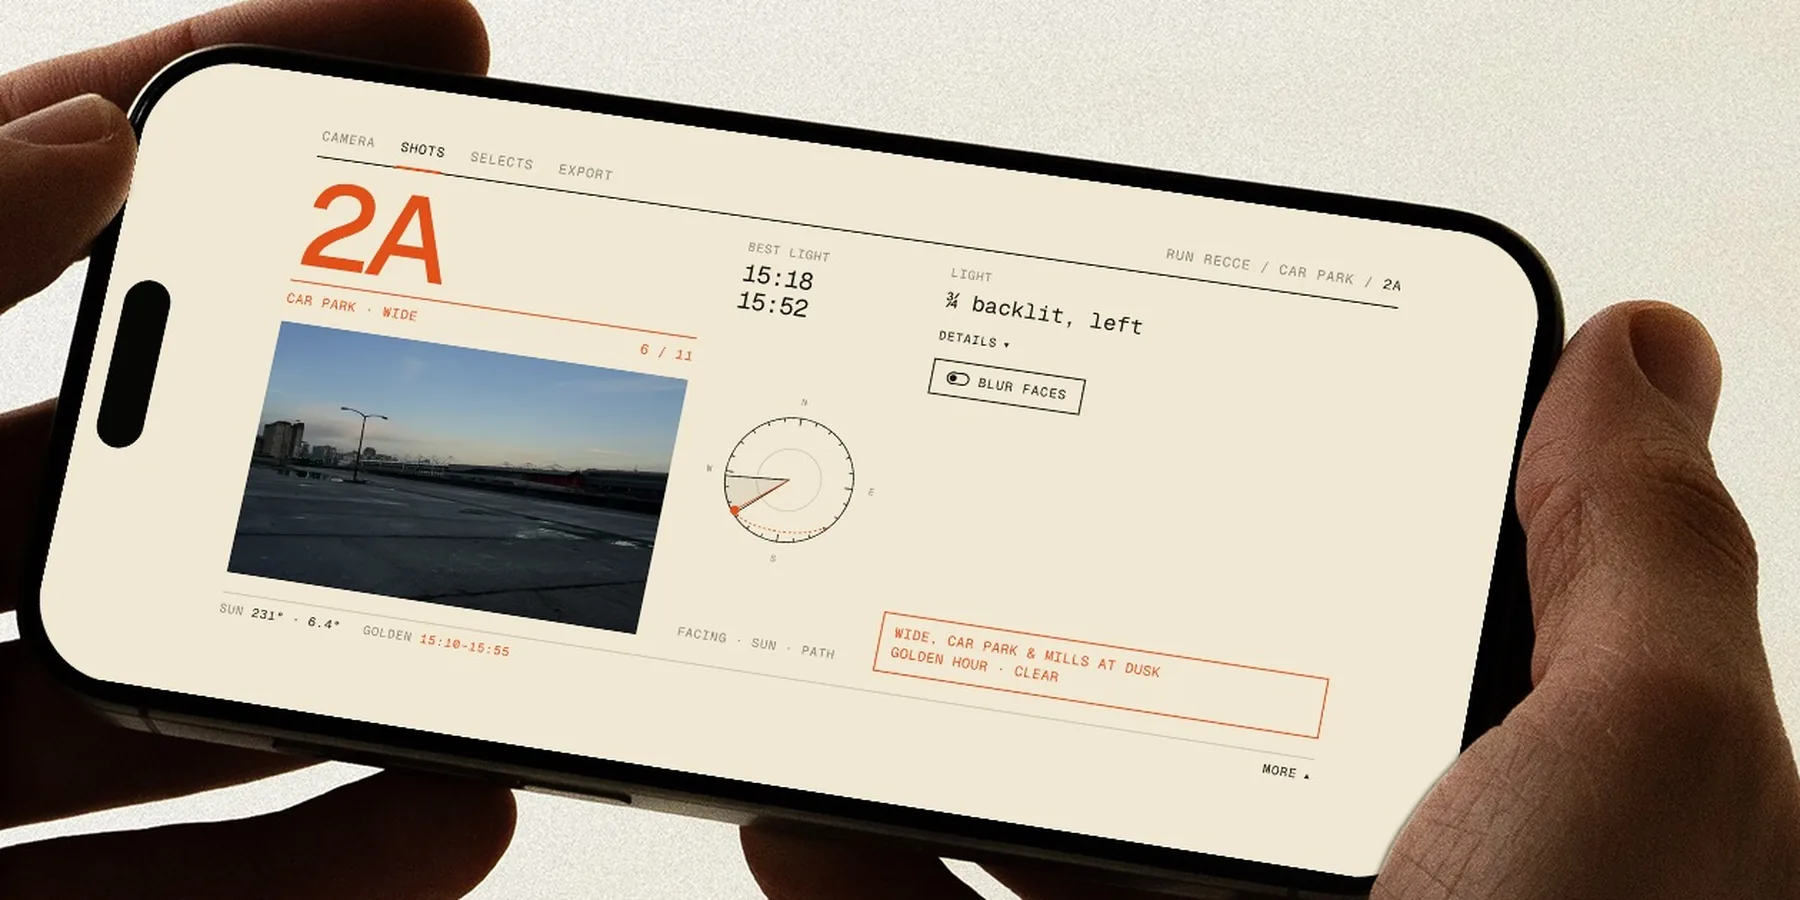 CAMERA SHOTS SELECTS EXPORT
RUN RECCE / CAR PARK / 2A
2A
CAR PARK · WIDE
6 / 11
BEST LIGHT
15:18
15:52
LIGHT
¾ backlit, left
DETAILS ▾
BLUR FACES
N
W
E
S
SUN 231° · 6.4° GOLDEN 15:10-15:55
FACING · SUN · PATH
WIDE. CAR PARK & MILLS AT DUSK
GOLDEN HOUR · CLEAR
MORE ▴